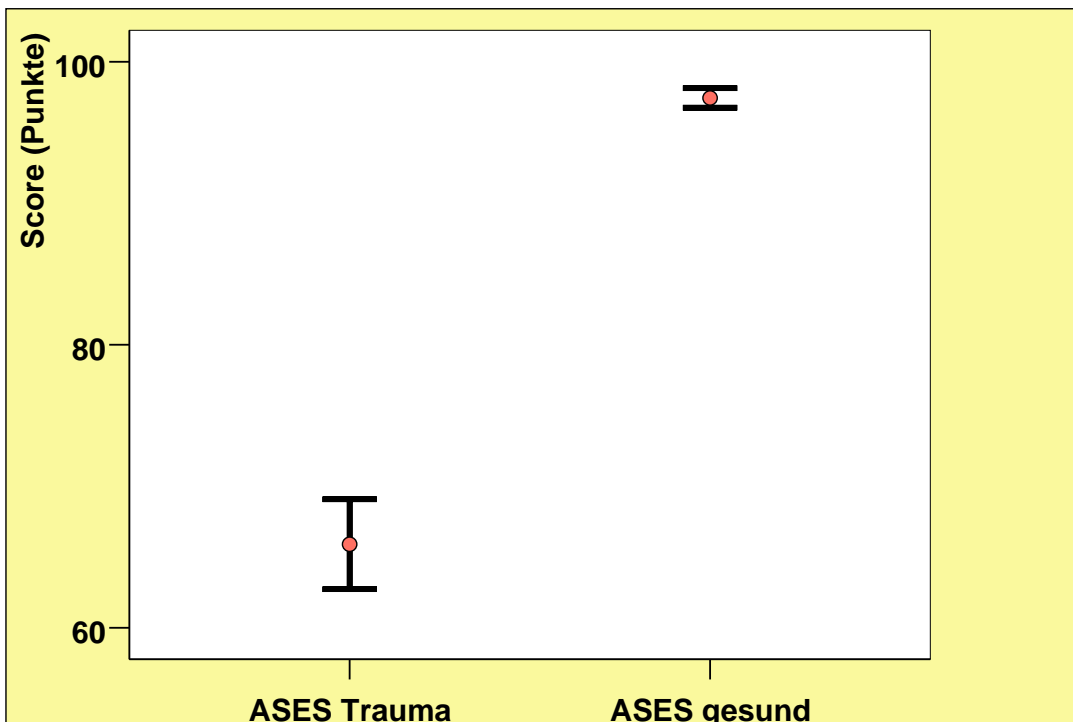 Score (Punkte)
100
80
60
ASES Trauma
ASES gesund